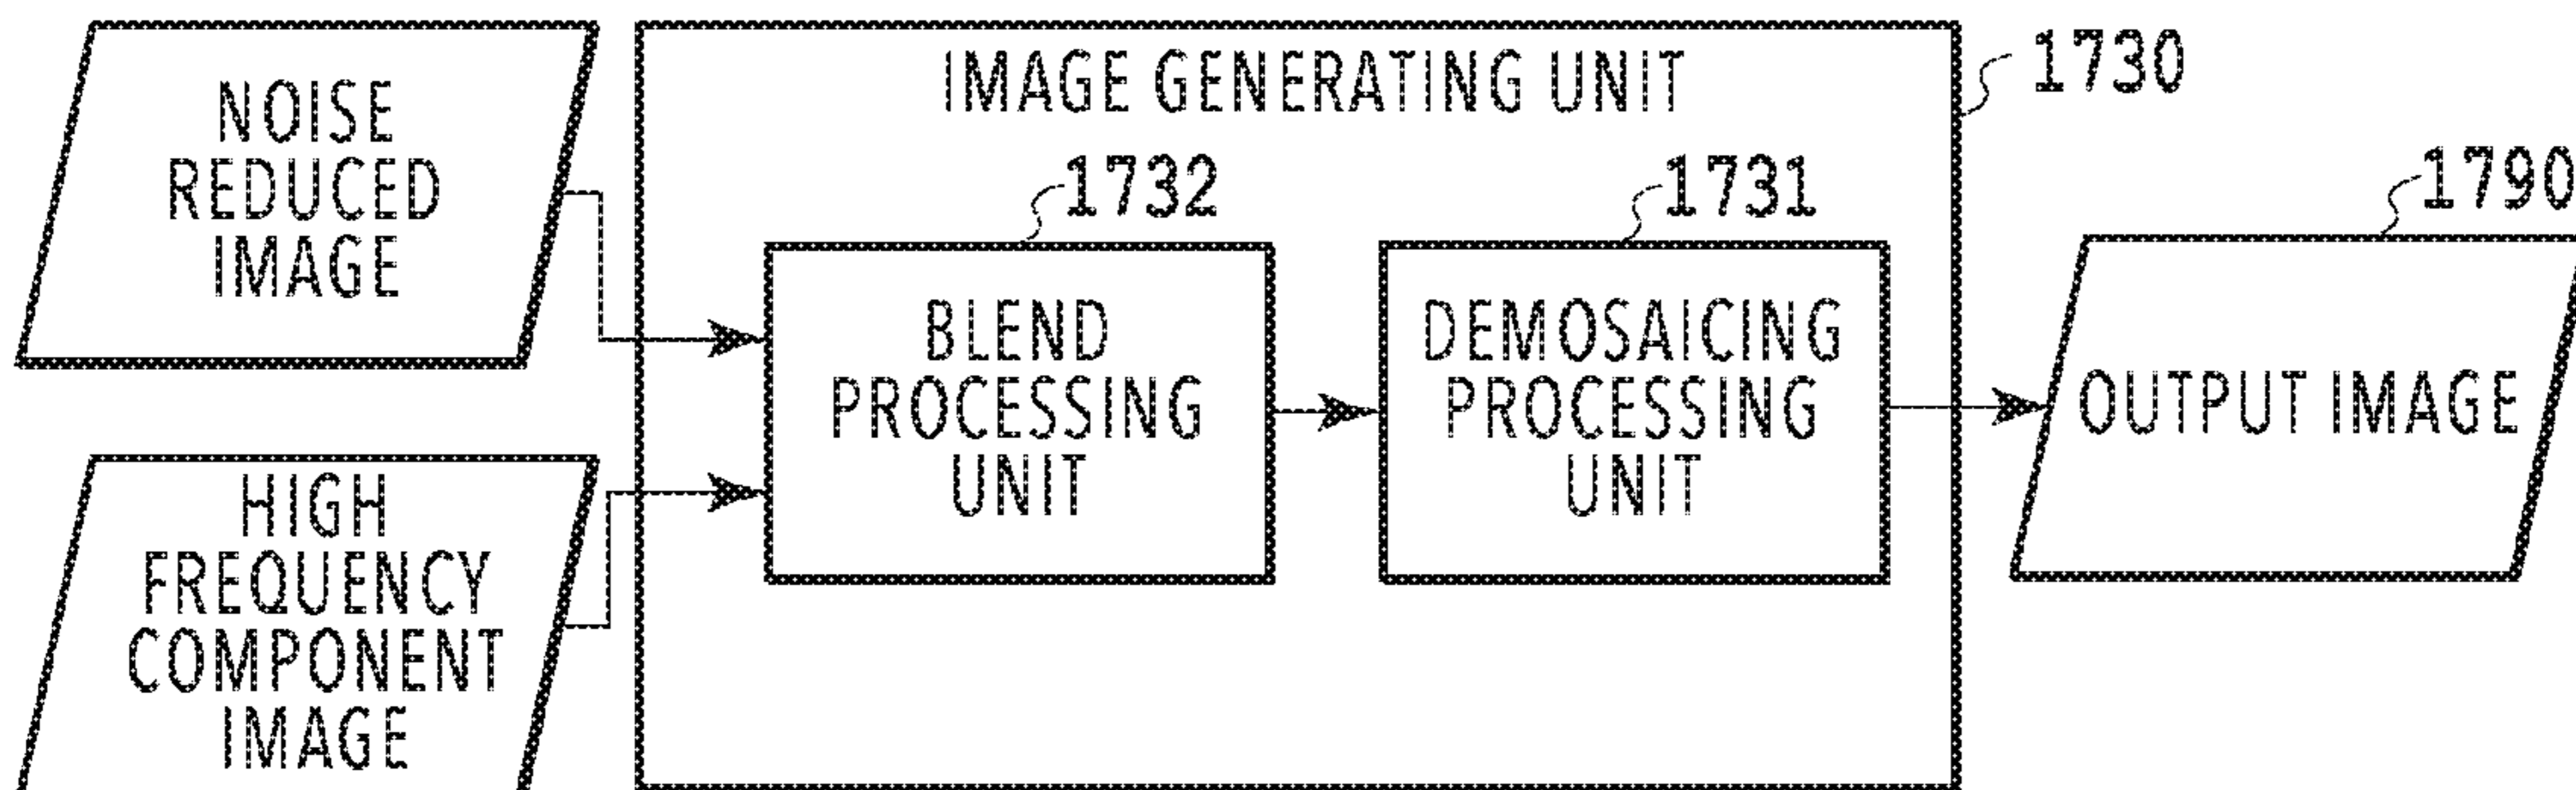 NOISE
REDUCED
IMAGE
HIGH
FREQUENCY
COMPONENT
IMAGE
IMAGE GENERATING UNIT
1730
1732
BLEND
PROCESSING
UNIT
1731
DEMOSAICING
PROCESSING
UNIT
1790
OUTPUT IMAGE